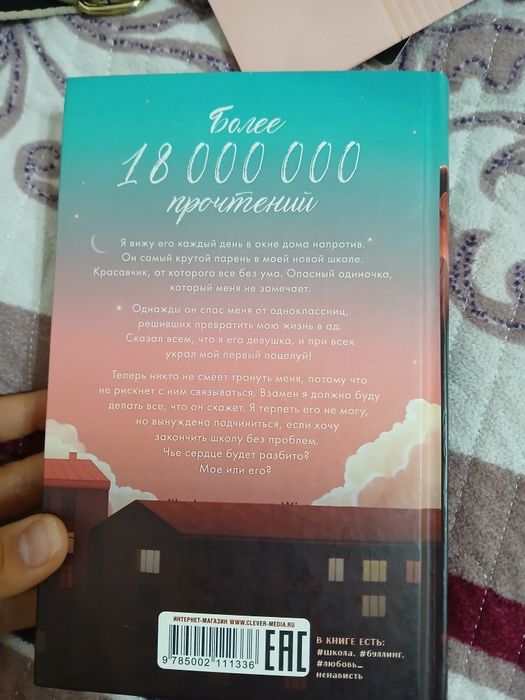 Более
18 000 000
прочтений
Я вижу его каждый день в окне дома напротив.
Он самый крутой парень в моей новой школе.
Красавчик, от которого все без ума. Опасный одиночка,
который меня не замечает.
Однажды он спас меня от одноклассниц,
решивших превратить мою жизнь в ад.
Сказал всем, что я его девушка, и при всех
украл мой первый поцелуй!
Теперь никто не смеет тронуть меня, потому что
не рискнет с ним связываться. Взамен я должна буду
делать все, что он скажет. Я терпеть его не могу,
но вынуждена подчиниться, если хочу
закончить школу без проблем.
Чье сердце будет разбито?
Мое или его?
ИНТЕРНЕТ-МАГАЗИН WWW.CLEVER-MEDIA.RU
9 785002 111336
EAC
В КНИГЕ ЕСТЬ:
#школа, #буллинг,
#любовь_
ненависть